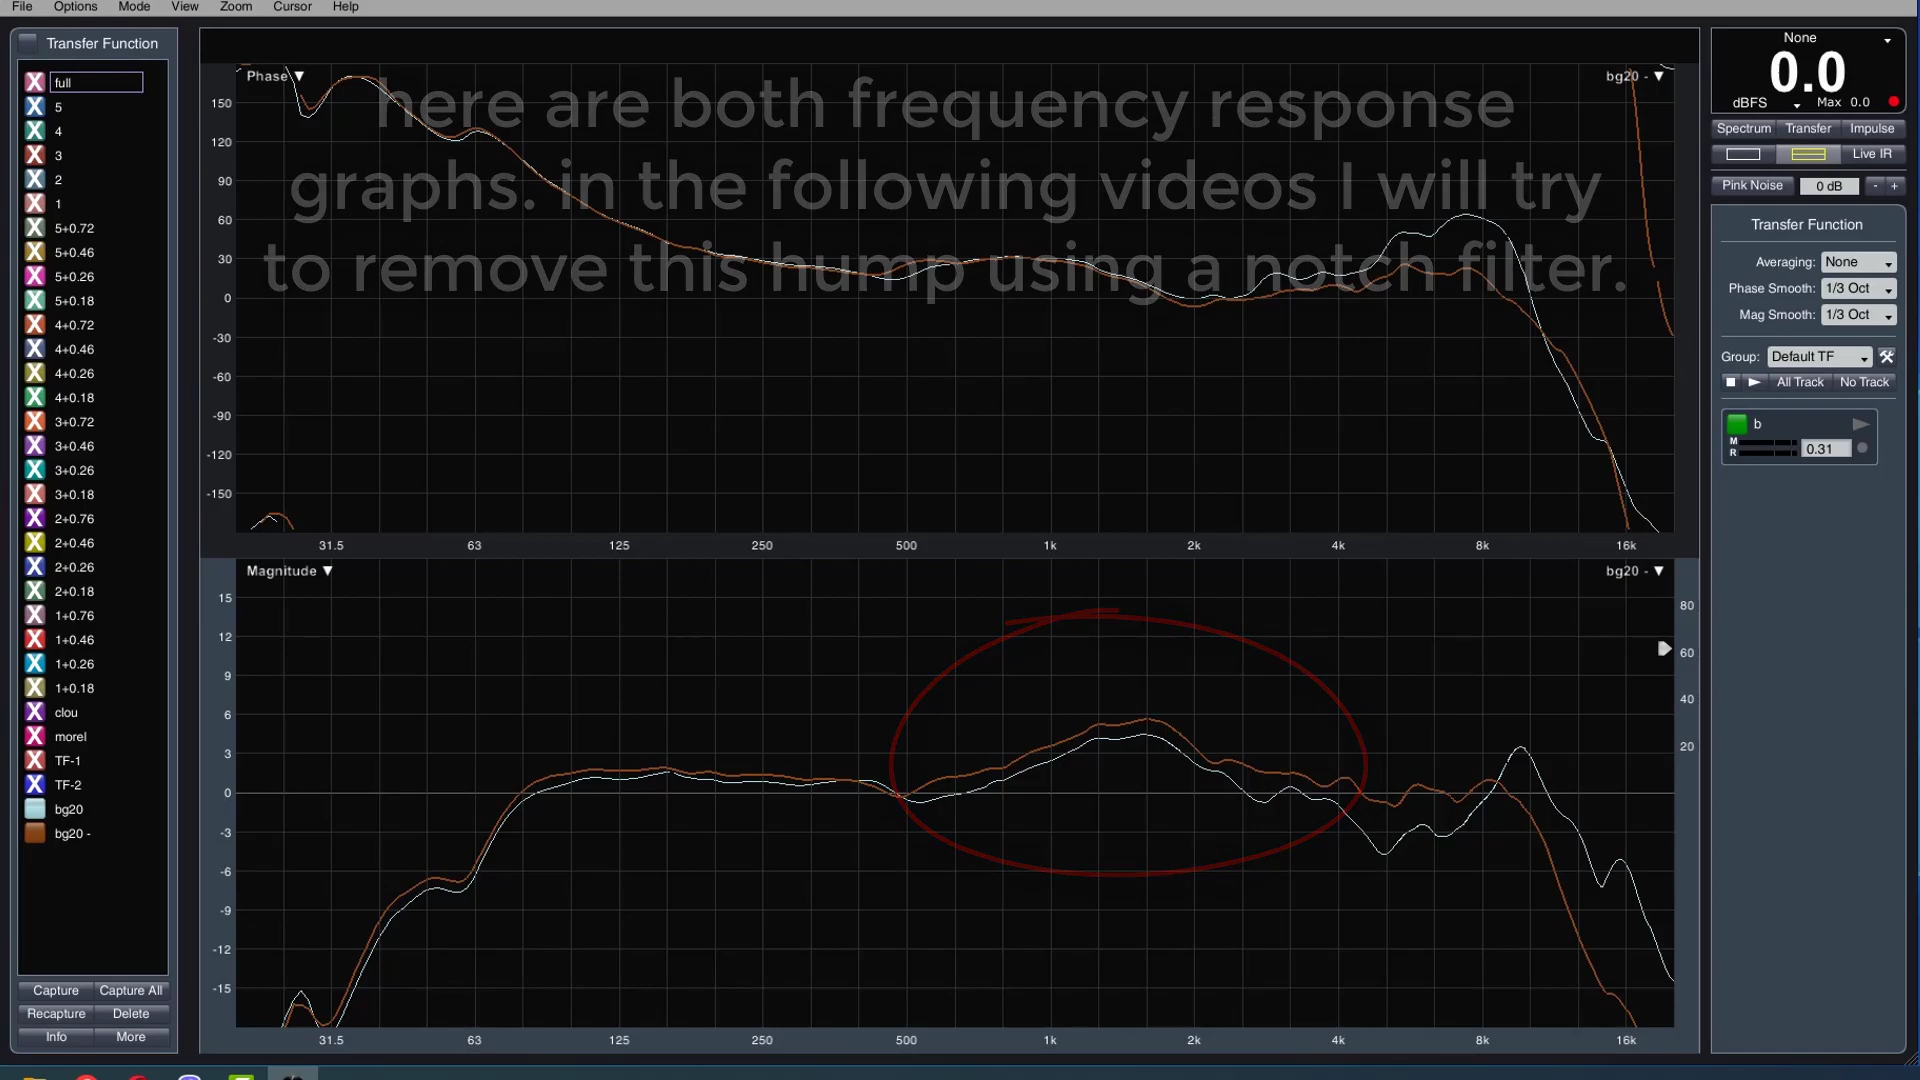 File Options Mode View Zoom Cursor Help
Transfer Function
full
5
4
3
2
1
5+0.72
5+0.46
5+0.26
5+0.18
4+0.72
4+0.46
4+0.26
4+0.18
3+0.72
3+0.46
3+0.26
3+0.18
2+0.76
2+0.46
2+0.26
2+0.18
1+0.76
1+0.46
1+0.26
1+0.18
clou
morel
TF-1
TF-2
bg20
bg20 -
Capture Capture All
Recapture Delete
Info More
Phase ▼ bg20 - ▼
here are both frequency response
graphs. in the following videos I will try
to remove this hump using a notch filter.
150
120
90
60
30
0
-30
-60
-90
-120
-150
31.5 63 125 250 500 1k 2k 4k 8k 16k
Magnitude ▼ bg20 - ▼
15
12
9
6
3
0
-3
-6
-9
-12
-15
80
60
40
20
31.5 63 125 250 500 1k 2k 4k 8k 16k
None
0.0
dBFS Max 0.0
Spectrum Transfer Impulse
Live IR
Pink Noise 0 dB - +
Transfer Function
Averaging: None
Phase Smooth: 1/3 Oct
Mag Smooth: 1/3 Oct
Group: Default TF
All Track No Track
b
M
R 0.31